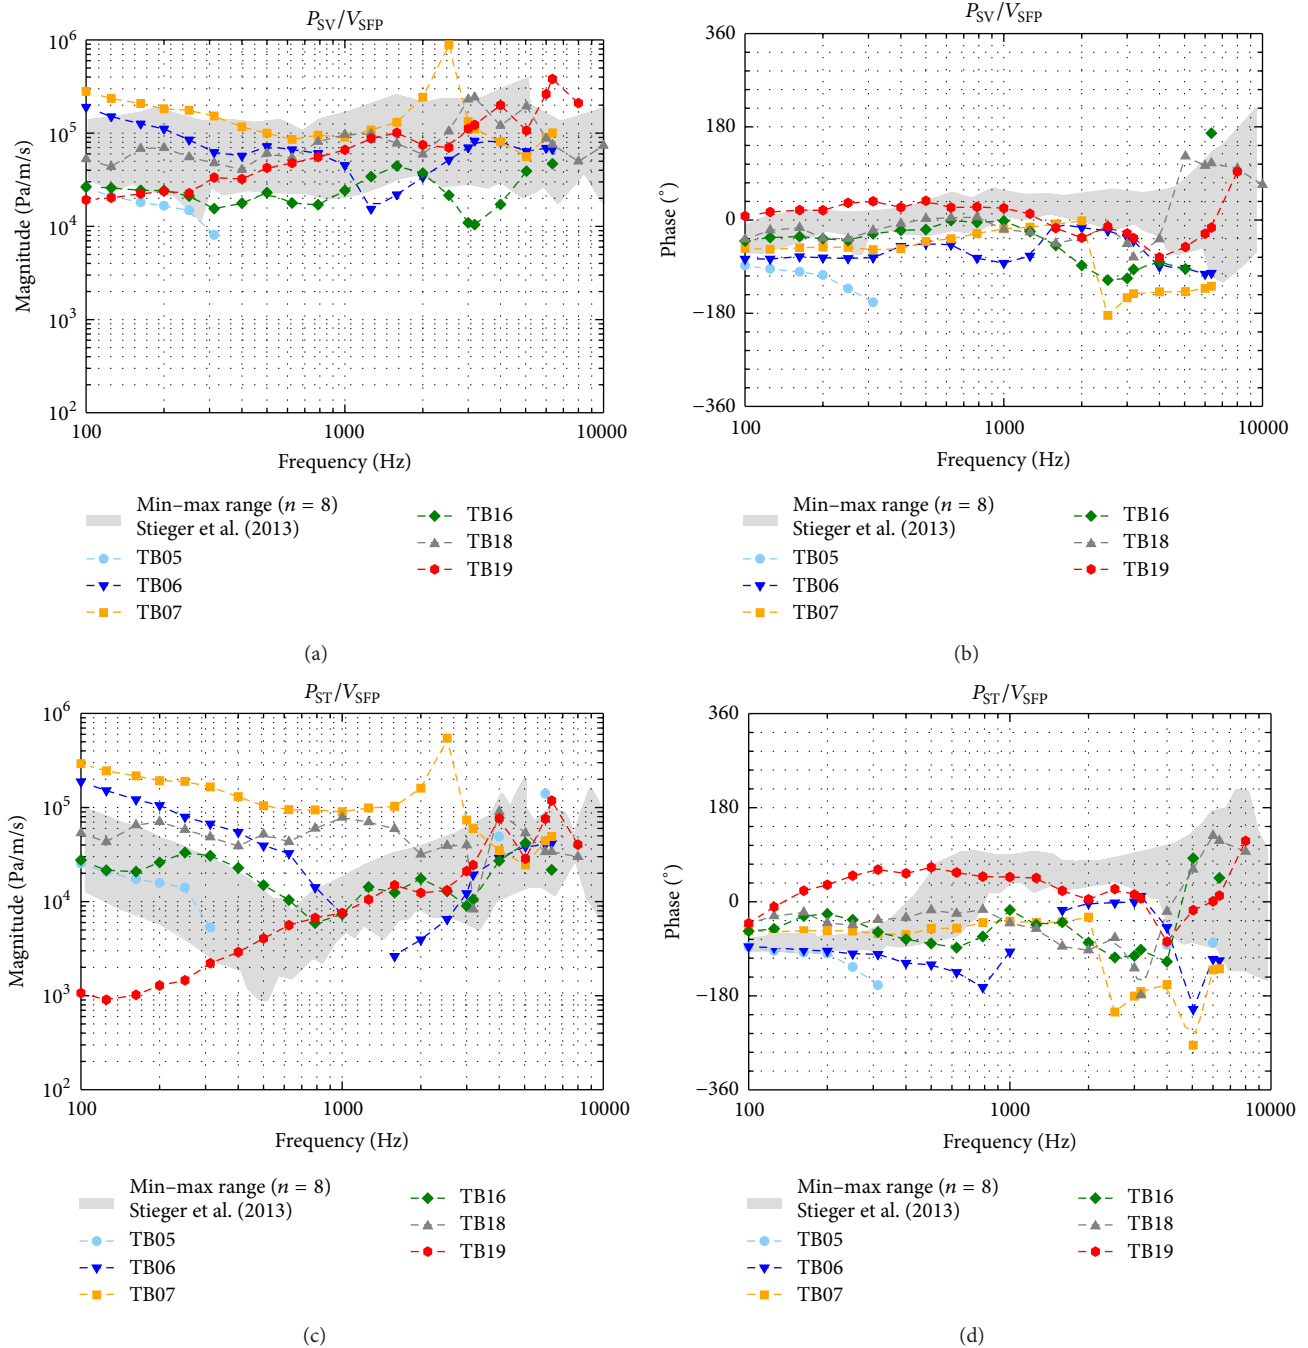 P_SV/V_SFP
10^6
10^5
10^4
10^3
10^2
Magnitude (Pa/m/s)
100
1000
10000
Frequency (Hz)
Min–max range (n = 8)
Stieger et al. (2013)
TB05
TB06
TB07
TB16
TB18
TB19
(a)
P_SV/V_SFP
360
180
0
−180
−360
Phase (°)
100
1000
10000
Frequency (Hz)
Min–max range (n = 8)
Stieger et al. (2013)
TB05
TB06
TB07
TB16
TB18
TB19
(b)
P_ST/V_SFP
10^6
10^5
10^4
10^3
10^2
Magnitude (Pa/m/s)
100
1000
10000
Frequency (Hz)
Min–max range (n = 8)
Stieger et al. (2013)
TB05
TB06
TB07
TB16
TB18
TB19
(c)
P_ST/V_SFP
360
180
0
−180
−360
Phase (°)
100
1000
10000
Frequency (Hz)
Min–max range (n = 8)
Stieger et al. (2013)
TB05
TB06
TB07
TB16
TB18
TB19
(d)